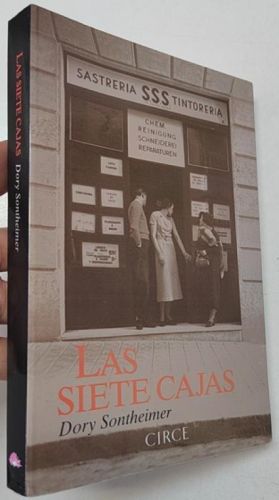 LAS SIETE CAJAS
Dory Sontheimer
SASTRERIA SSS TINTORERIA
CHEM.
REINIGUNG
SCHNEIDEREI
REPARATUREN
LAS
SIETE CAJAS
Dory Sontheimer
CIRCE